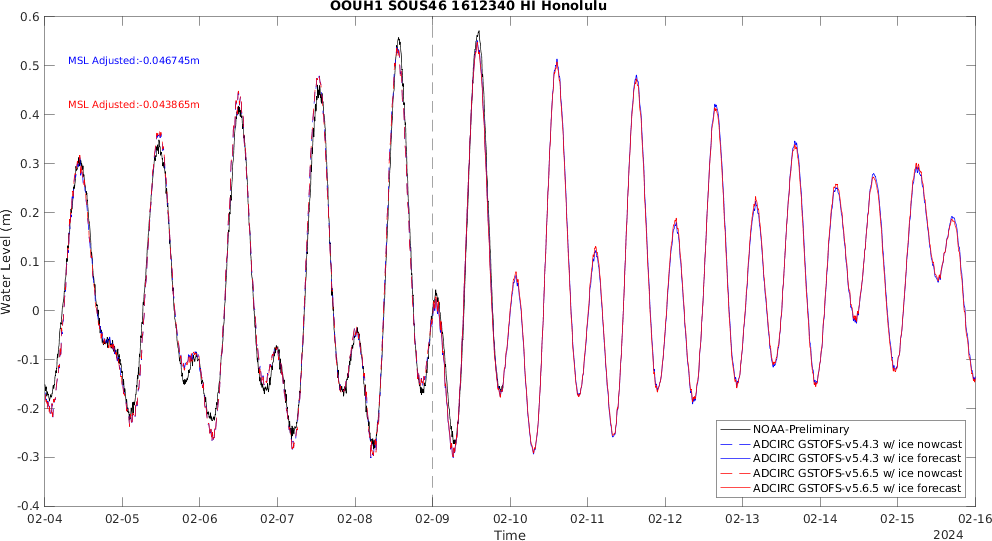 OOUH1 SOUS46 1612340 HI Honolulu
0.6
0.5
0.4
0.3
0.2
0.1
0
-0.1
-0.2
-0.3
-0.4
Water Level (m)
MSL Adjusted:-0.046745m
MSL Adjusted:-0.043865m
NOAA-Preliminary
ADCIRC GSTOFS-v5.4.3 w/ ice nowcast
ADCIRC GSTOFS-v5.4.3 w/ ice forecast
ADCIRC GSTOFS-v5.6.5 w/ ice nowcast
ADCIRC GSTOFS-v5.6.5 w/ ice forecast
02-04 02-05 02-06 02-07 02-08 02-09 02-10 02-11 02-12 02-13 02-14 02-15 02-16
Time
2024